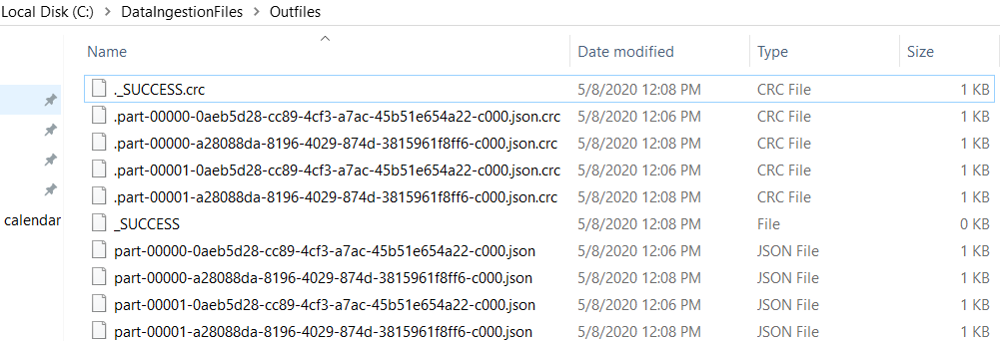 Local Disk (C:) > DataIngestionFiles > Outfiles
Name Date modified Type Size
._SUCCESS.crc 5/8/2020 12:08 PM CRC File 1 KB
.part-00000-0aeb5d28-cc89-4cf3-a7ac-45b51e654a22-c000.json.crc 5/8/2020 12:06 PM CRC File 1 KB
.part-00000-a28088da-8196-4029-874d-3815961f8ff6-c000.json.crc 5/8/2020 12:08 PM CRC File 1 KB
.part-00001-0aeb5d28-cc89-4cf3-a7ac-45b51e654a22-c000.json.crc 5/8/2020 12:06 PM CRC File 1 KB
.part-00001-a28088da-8196-4029-874d-3815961f8ff6-c000.json.crc 5/8/2020 12:08 PM CRC File 1 KB
calendar _SUCCESS 5/8/2020 12:08 PM File 0 KB
part-00000-0aeb5d28-cc89-4cf3-a7ac-45b51e654a22-c000.json 5/8/2020 12:06 PM JSON File 1 KB
part-00000-a28088da-8196-4029-874d-3815961f8ff6-c000.json 5/8/2020 12:08 PM JSON File 1 KB
part-00001-0aeb5d28-cc89-4cf3-a7ac-45b51e654a22-c000.json 5/8/2020 12:06 PM JSON File 1 KB
part-00001-a28088da-8196-4029-874d-3815961f8ff6-c000.json 5/8/2020 12:08 PM JSON File 1 KB